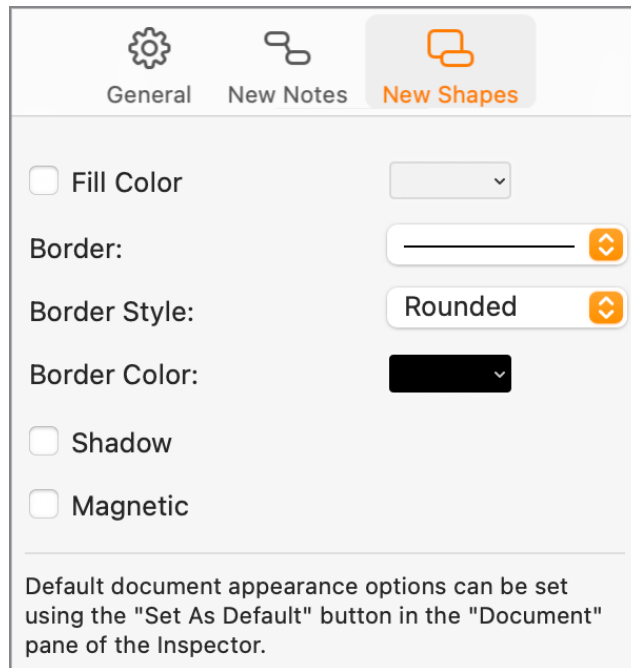 General New Notes New Shapes
Fill Color
Border:
Border Style: Rounded
Border Color:
Shadow
Magnetic
Default document appearance options can be set
using the "Set As Default" button in the "Document"
pane of the Inspector.